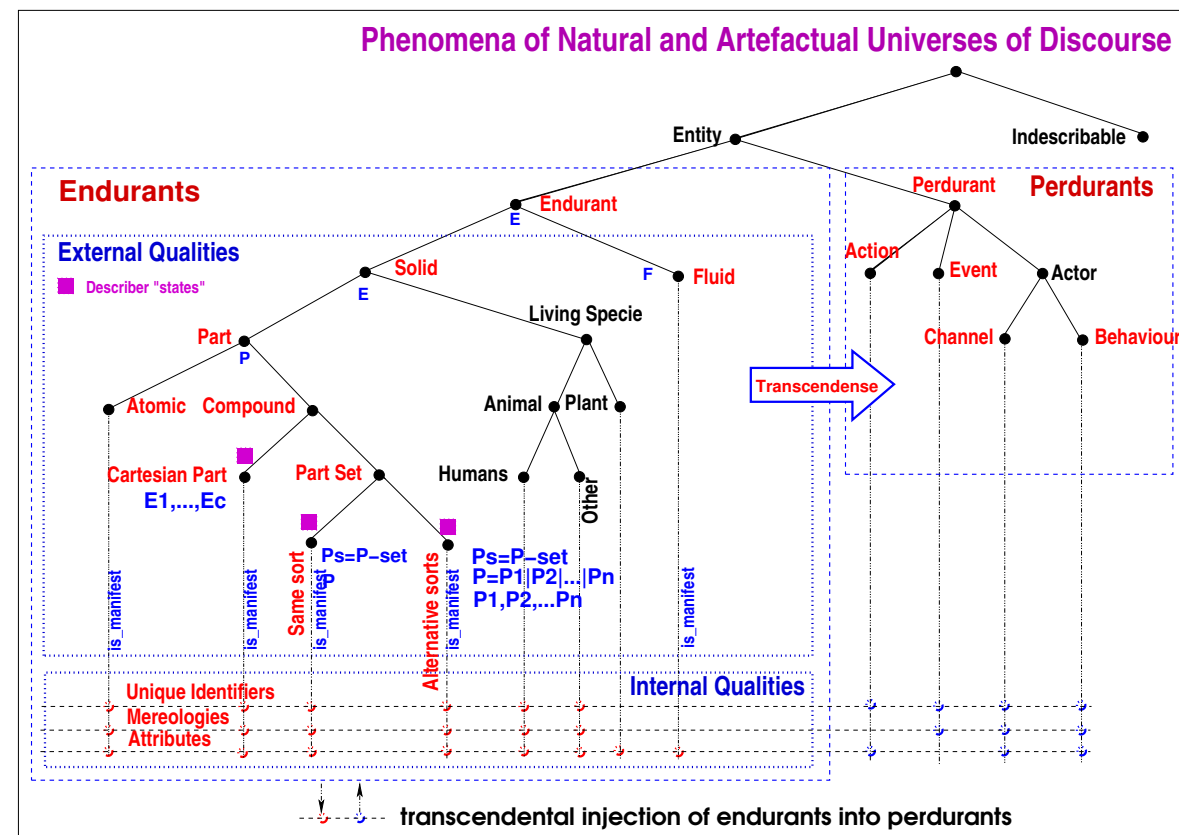 Phenomena of Natural and Artefactual Universes of Discourse
Entity
Indescribable
Endurants
Perdurant
Perdurants
Endurant
E
External Qualities
Describer "states"
Solid
E
F
Fluid
Action
Event
Actor
Living Specie
Part
P
Channel
Behaviour
Transcendense
Atomic
Compound
Animal
Plant
Cartesian Part
E1,...,Ec
Part Set
Humans
Other
Same sort
Ps=P-set
P
Alternative sorts
Ps=P-set
P=P1|P2|...|Pn
P1,P2,...Pn
is_manifest
is_manifest
is_manifest
is_manifest
is_manifest
Internal Qualities
Unique Identifiers
Mereologies
Attributes
transcendental injection of endurants into perdurants